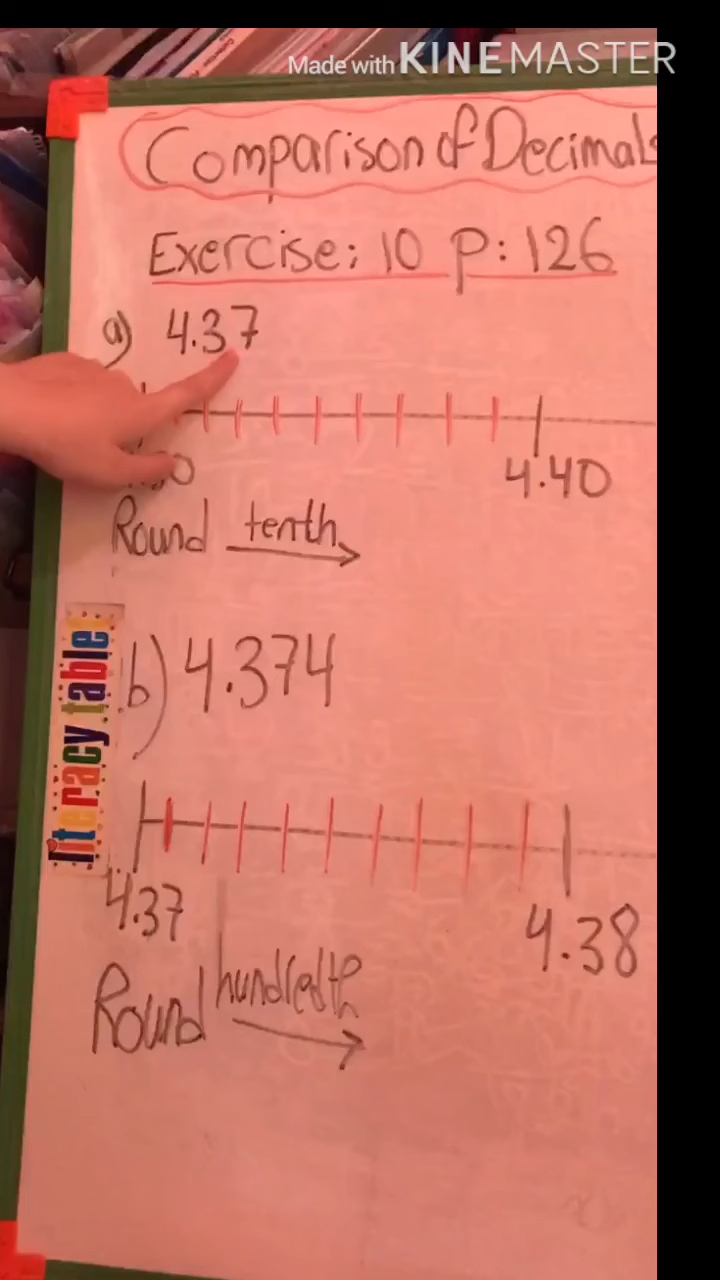 Made with KINEMASTER
Comparison of Decimals
Exercise: 10 p: 126
a) 4.37
4.40
Round tenth
b) 4.374
literacy table
4.37 4.38
Round hundredth